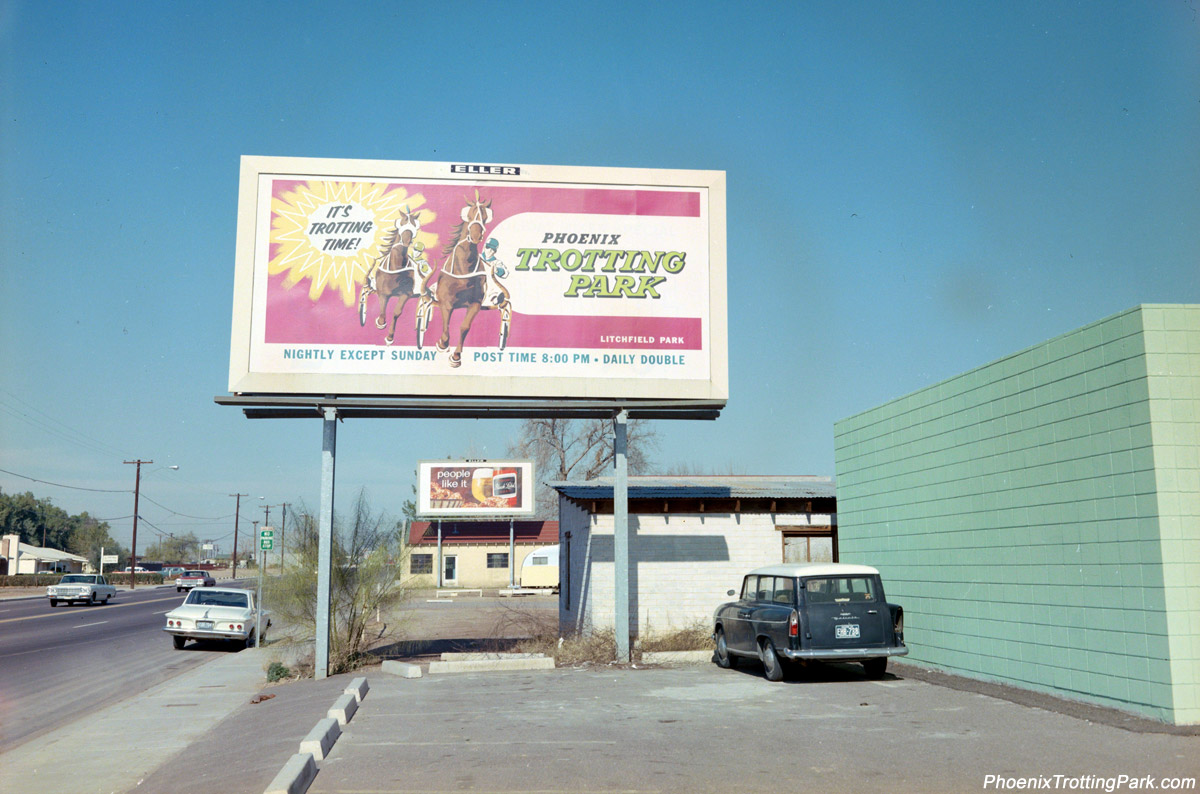 ELLER
IT'S
TROTTING
TIME!
PHOENIX
TROTTING
PARK
LITCHFIELD PARK
NIGHTLY EXCEPT SUNDAY
POST TIME 8:00 PM • DAILY DOUBLE
people
like it
PhoenixTrottingPark.com